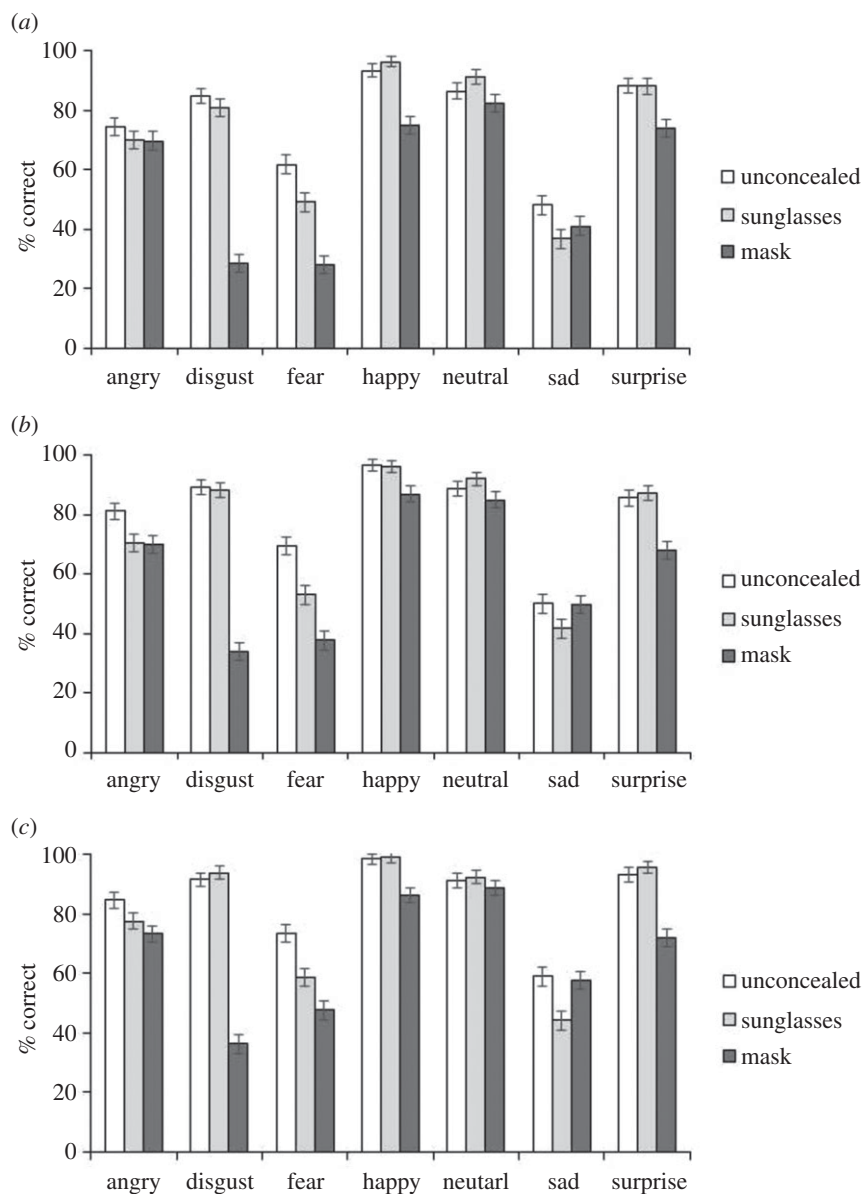 (a)
100
80
60
40
20
0
% correct
angry disgust fear happy neutral sad surprise
unconcealed
sunglasses
mask
(b)
100
80
60
40
20
0
% correct
angry disgust fear happy neutral sad surprise
unconcealed
sunglasses
mask
(c)
100
80
60
40
20
0
% correct
angry disgust fear happy neutarl sad surprise
unconcealed
sunglasses
mask